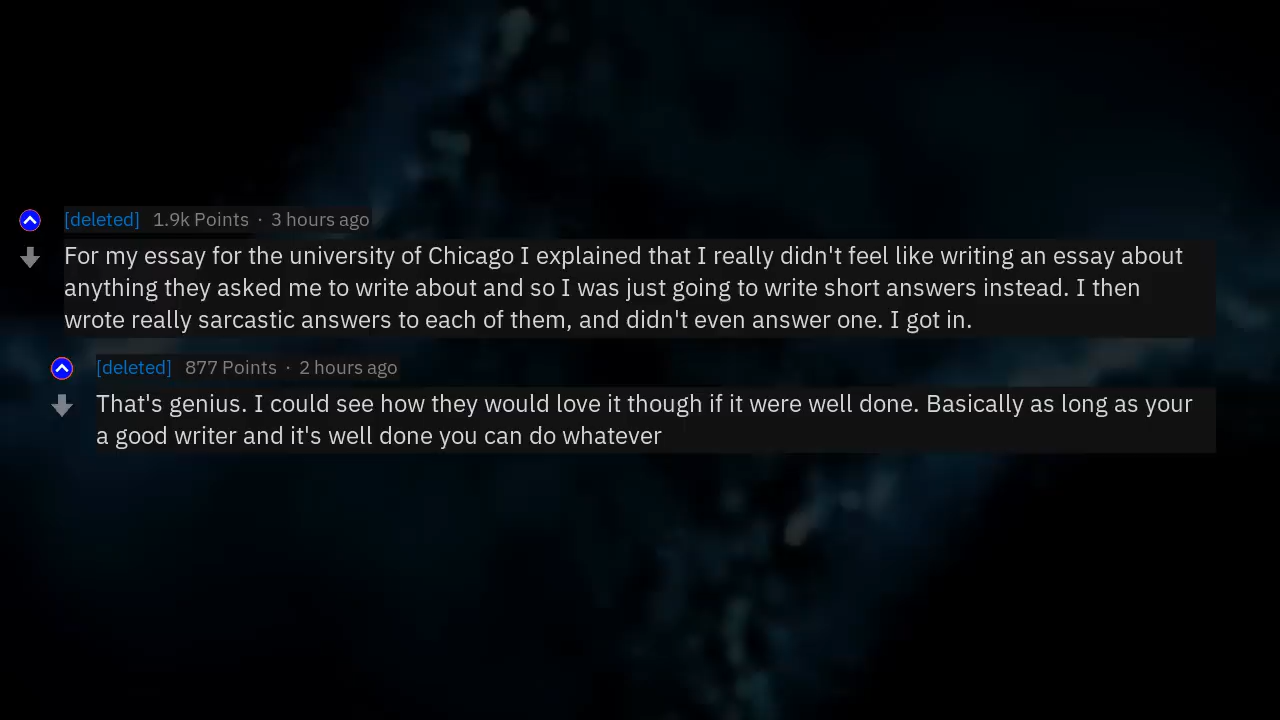 [deleted] 1.9k Points · 3 hours ago
For my essay for the university of Chicago I explained that I really didn't feel like writing an essay about
anything they asked me to write about and so I was just going to write short answers instead. I then
wrote really sarcastic answers to each of them, and didn't even answer one. I got in.
[deleted] 877 Points · 2 hours ago
That's genius. I could see how they would love it though if it were well done. Basically as long as your
a good writer and it's well done you can do whatever